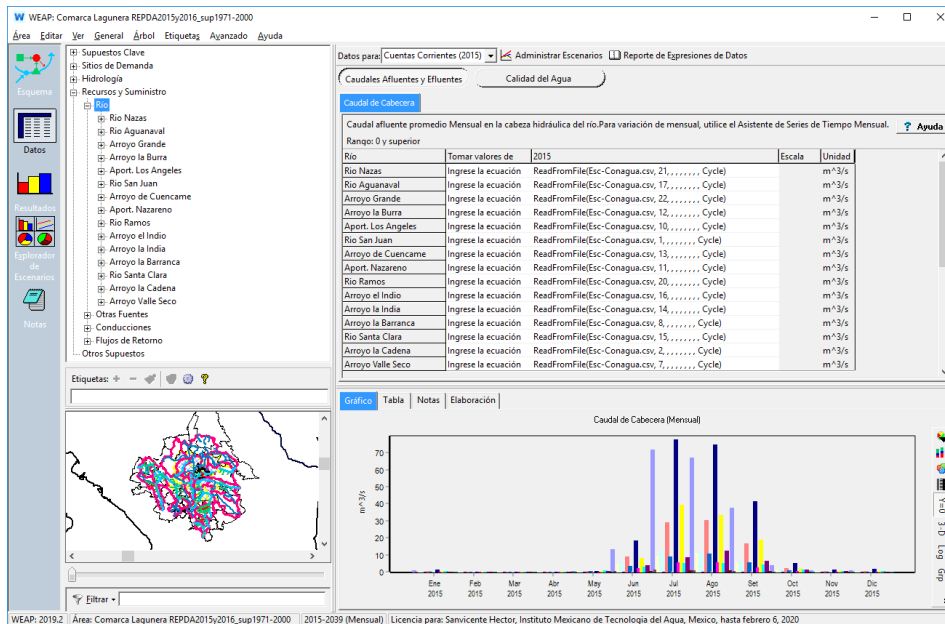 WEAP: Comarca Lagunera REPDA2015y2016_sup1971-2000
Área Editar Ver General Árbol Etiquetas Avanzado Ayuda
Esquema
Datos
Resultados
Explorador de Escenarios
Notas
Supuestos Clave
Sitios de Demanda
Hidrología
Recursos y Suministro
Río
Rio Nazas
Rio Aguanaval
Arroyo Grande
Arroyo la Burra
Aport. Los Angeles
Rio San Juan
Arroyo de Cuencame
Aport. Nazareno
Rio Ramos
Arroyo el Indio
Arroyo la India
Arroyo la Barranca
Rio Santa Clara
Arroyo la Cadena
Arroyo Valle Seco
Otras Fuentes
Conducciones
Flujos de Retorno
Otros Supuestos
Etiquetas:
Filtrar
Datos para: Cuentas Corrientes (2015) Administrar Escenarios Reporte de Expresiones de Datos
Caudales Afluentes y Efluentes Calidad del Agua
Caudal de Cabecera
Caudal afluente promedio Mensual en la cabeza hidráulica del río.Para variación de mensual, utilice el Asistente de Series de Tiempo Mensual. ? Ayuda
Rango: 0 y superior
Río Tomar valores de 2015 Escala Unidad
Rio Nazas Ingrese la ecuación ReadFromFile(Esc-Conagua.csv, 21, , , , , , , Cycle) m^3/s
Rio Aguanaval Ingrese la ecuación ReadFromFile(Esc-Conagua.csv, 17, , , , , , , Cycle) m^3/s
Arroyo Grande Ingrese la ecuación ReadFromFile(Esc-Conagua.csv, 22, , , , , , , Cycle) m^3/s
Arroyo la Burra Ingrese la ecuación ReadFromFile(Esc-Conagua.csv, 12, , , , , , , Cycle) m^3/s
Aport. Los Angeles Ingrese la ecuación ReadFromFile(Esc-Conagua.csv, 10, , , , , , , Cycle) m^3/s
Rio San Juan Ingrese la ecuación ReadFromFile(Esc-Conagua.csv, 1, , , , , , , Cycle) m^3/s
Arroyo de Cuencame Ingrese la ecuación ReadFromFile(Esc-Conagua.csv, 13, , , , , , , Cycle) m^3/s
Aport. Nazareno Ingrese la ecuación ReadFromFile(Esc-Conagua.csv, 11, , , , , , , Cycle) m^3/s
Rio Ramos Ingrese la ecuación ReadFromFile(Esc-Conagua.csv, 20, , , , , , , Cycle) m^3/s
Arroyo el Indio Ingrese la ecuación ReadFromFile(Esc-Conagua.csv, 16, , , , , , , Cycle) m^3/s
Arroyo la India Ingrese la ecuación ReadFromFile(Esc-Conagua.csv, 14, , , , , , , Cycle) m^3/s
Arroyo la Barranca Ingrese la ecuación ReadFromFile(Esc-Conagua.csv, 8, , , , , , , Cycle) m^3/s
Rio Santa Clara Ingrese la ecuación ReadFromFile(Esc-Conagua.csv, 15, , , , , , , Cycle) m^3/s
Arroyo la Cadena Ingrese la ecuación ReadFromFile(Esc-Conagua.csv, 2, , , , , , , Cycle) m^3/s
Arroyo Valle Seco Ingrese la ecuación ReadFromFile(Esc-Conagua.csv, 7, , , , , , , Cycle) m^3/s
Gráfico Tabla Notas Elaboración
Caudal de Cabecera (Mensual)
m^3/s
70
60
50
40
30
20
10
0
Ene 2015 Feb 2015 Mar 2015 Abr 2015 May 2015 Jun 2015 Jul 2015 Ago 2015 Set 2015 Oct 2015 Nov 2015 Dic 2015
Y=0 3-D Log Grp
WEAP: 2019.2 Área: Comarca Lagunera REPDA2015y2016_sup1971-2000 2015-2039 (Mensual) Licencia para: Sanvicente Hector, Instituto Mexicano de Tecnologia del Agua, Mexico, hasta febrero 6, 2020